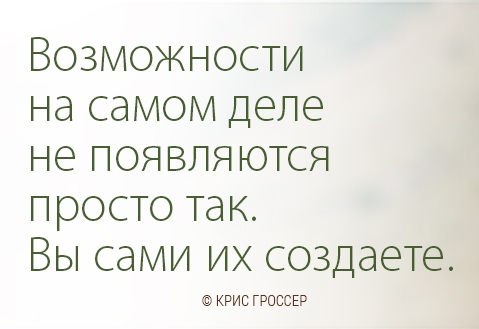 Возможности
на самом деле
не появляются
просто так.
Вы сами их создаете.
© КРИС ГРОССЕР